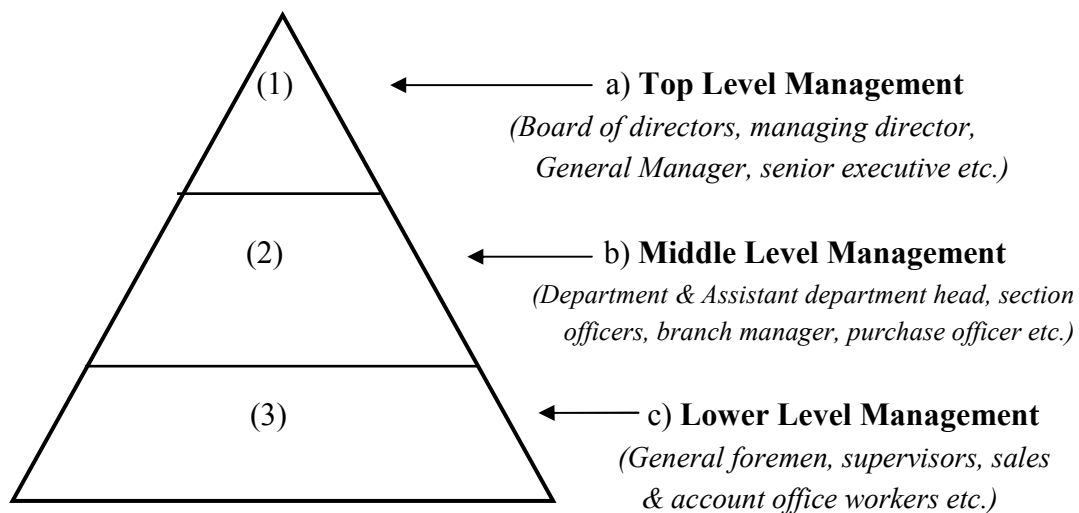 (1)
a) Top Level Management
(Board of directors, managing director,
General Manager, senior executive etc.)
(2)
b) Middle Level Management
(Department & Assistant department head, section
officers, branch manager, purchase officer etc.)
(3)
c) Lower Level Management
(General foremen, supervisors, sales
& account office workers etc.)